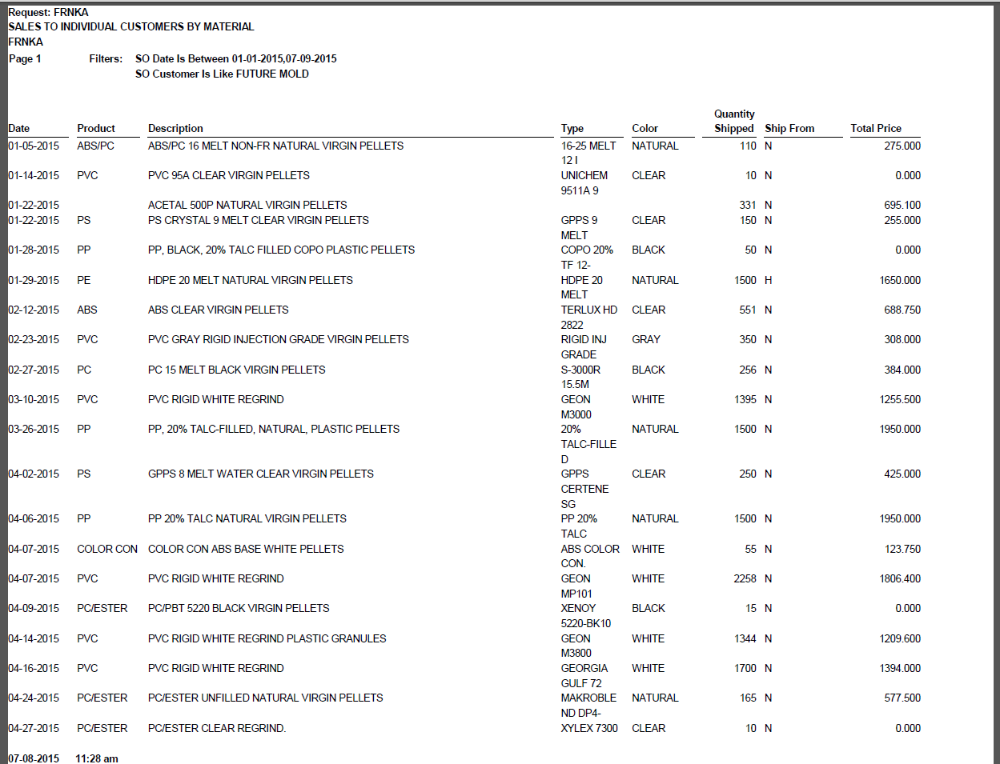 Request: FRNKA
SALES TO INDIVIDUAL CUSTOMERS BY MATERIAL
FRNKA
Page 1 Filters: SO Date Is Between 01-01-2015,07-09-2015
SO Customer Is Like FUTURE MOLD
Quantity
Date Product Description Type Color Shipped Ship From Total Price
01-05-2015 ABS/PC ABS/PC 16 MELT NON-FR NATURAL VIRGIN PELLETS 16-25 MELT NATURAL 110 N 275.000
12 I
01-14-2015 PVC PVC 95A CLEAR VIRGIN PELLETS UNICHEM CLEAR 10 N 0.000
9511A 9
01-22-2015 ACETAL 500P NATURAL VIRGIN PELLETS 331 N 695.100
01-22-2015 PS PS CRYSTAL 9 MELT CLEAR VIRGIN PELLETS GPPS 9 CLEAR 150 N 255.000
MELT
01-28-2015 PP PP, BLACK, 20% TALC FILLED COPO PLASTIC PELLETS COPO 20% BLACK 50 N 0.000
TF 12-
01-29-2015 PE HDPE 20 MELT NATURAL VIRGIN PELLETS HDPE 20 NATURAL 1500 H 1650.000
MELT
02-12-2015 ABS ABS CLEAR VIRGIN PELLETS TERLUX HD CLEAR 551 N 688.750
2822
02-23-2015 PVC PVC GRAY RIGID INJECTION GRADE VIRGIN PELLETS RIGID INJ GRAY 350 N 308.000
GRADE
02-27-2015 PC PC 15 MELT BLACK VIRGIN PELLETS S-3000R BLACK 256 N 384.000
15.5M
03-10-2015 PVC PVC RIGID WHITE REGRIND GEON WHITE 1395 N 1255.500
M3000
03-26-2015 PP PP, 20% TALC-FILLED, NATURAL, PLASTIC PELLETS 20% NATURAL 1500 N 1950.000
TALC-FILLE
D
04-02-2015 PS GPPS 8 MELT WATER CLEAR VIRGIN PELLETS GPPS CLEAR 250 N 425.000
CERTENE
SG
04-06-2015 PP PP 20% TALC NATURAL VIRGIN PELLETS PP 20% NATURAL 1500 N 1950.000
TALC
04-07-2015 COLOR CON COLOR CON ABS BASE WHITE PELLETS ABS COLOR WHITE 55 N 123.750
CON.
04-07-2015 PVC PVC RIGID WHITE REGRIND GEON WHITE 2258 N 1806.400
MP101
04-09-2015 PC/ESTER PC/PBT 5220 BLACK VIRGIN PELLETS XENOY BLACK 15 N 0.000
5220-BK10
04-14-2015 PVC PVC RIGID WHITE REGRIND PLASTIC GRANULES GEON WHITE 1344 N 1209.600
M3800
04-16-2015 PVC PVC RIGID WHITE REGRIND GEORGIA WHITE 1700 N 1394.000
GULF 72
04-24-2015 PC/ESTER PC/ESTER UNFILLED NATURAL VIRGIN PELLETS MAKROBLE NATURAL 165 N 577.500
ND DP4-
04-27-2015 PC/ESTER PC/ESTER CLEAR REGRIND. XYLEX 7300 CLEAR 10 N 0.000
07-08-2015 11:28 am